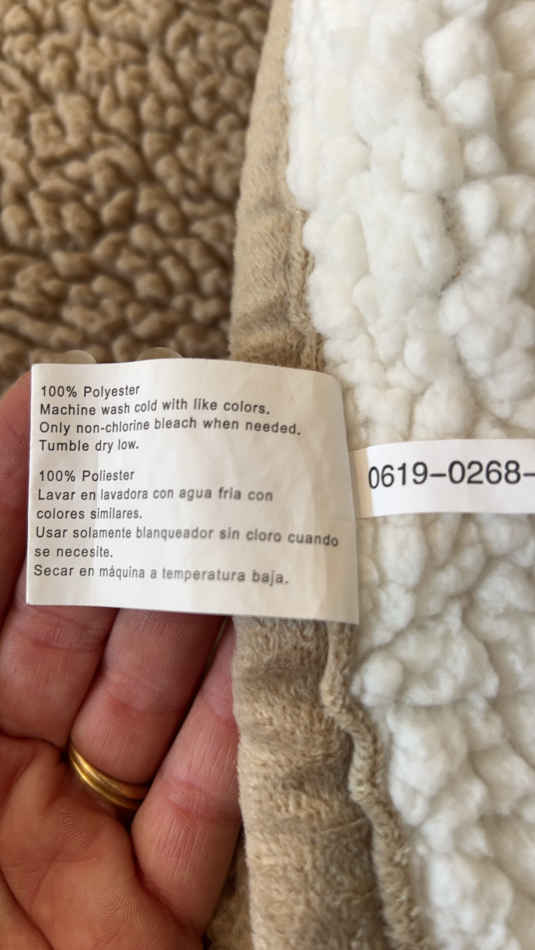 100% Polyester
Machine wash cold with like colors.
Only non-chlorine bleach when needed.
Tumble dry low.
100% Poliester
Lavar en lavadora con agua fria con
colores similares.
Usar solamente blanqueador sin cloro cuando
se necesite.
Secar en máquina a temperatura baja.
0619-0268-